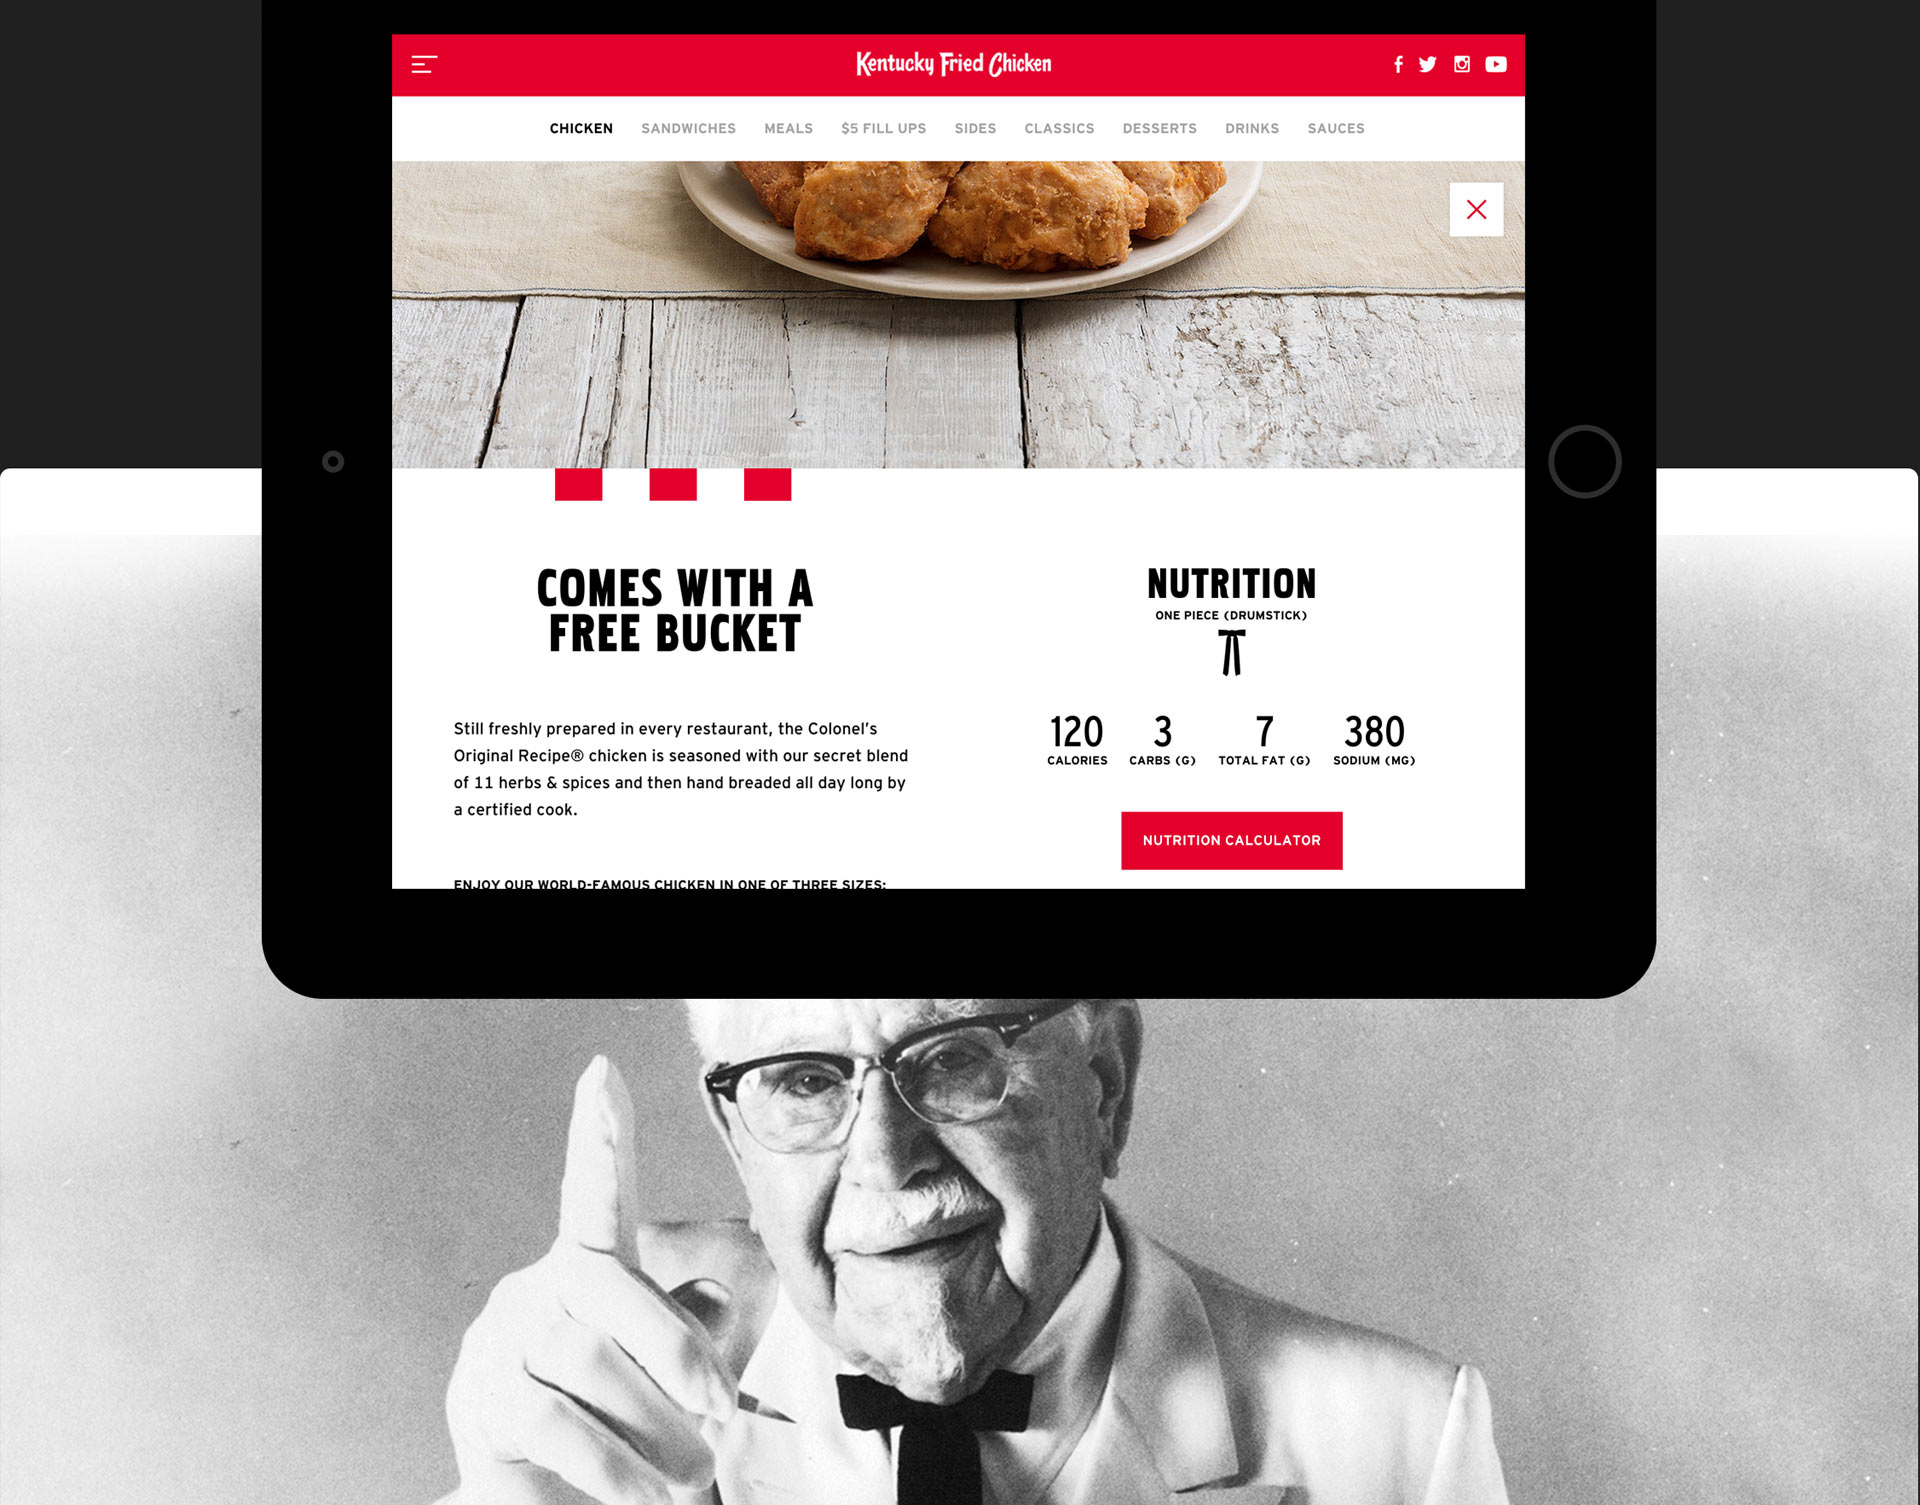 Kentucky Fried Chicken
CHICKEN SANDWICHES MEALS $5 FILL UPS SIDES CLASSICS DESSERTS DRINKS SAUCES
COMES WITH A
FREE BUCKET
Still freshly prepared in every restaurant, the Colonel's
Original Recipe® chicken is seasoned with our secret blend
of 11 herbs & spices and then hand breaded all day long by
a certified cook.
ENJOY OUR WORLD-FAMOUS CHICKEN IN ONE OF THREE SIZES:
NUTRITION
ONE PIECE (DRUMSTICK)
120 3 7 380
CALORIES CARBS (G) TOTAL FAT (G) SODIUM (MG)
NUTRITION CALCULATOR